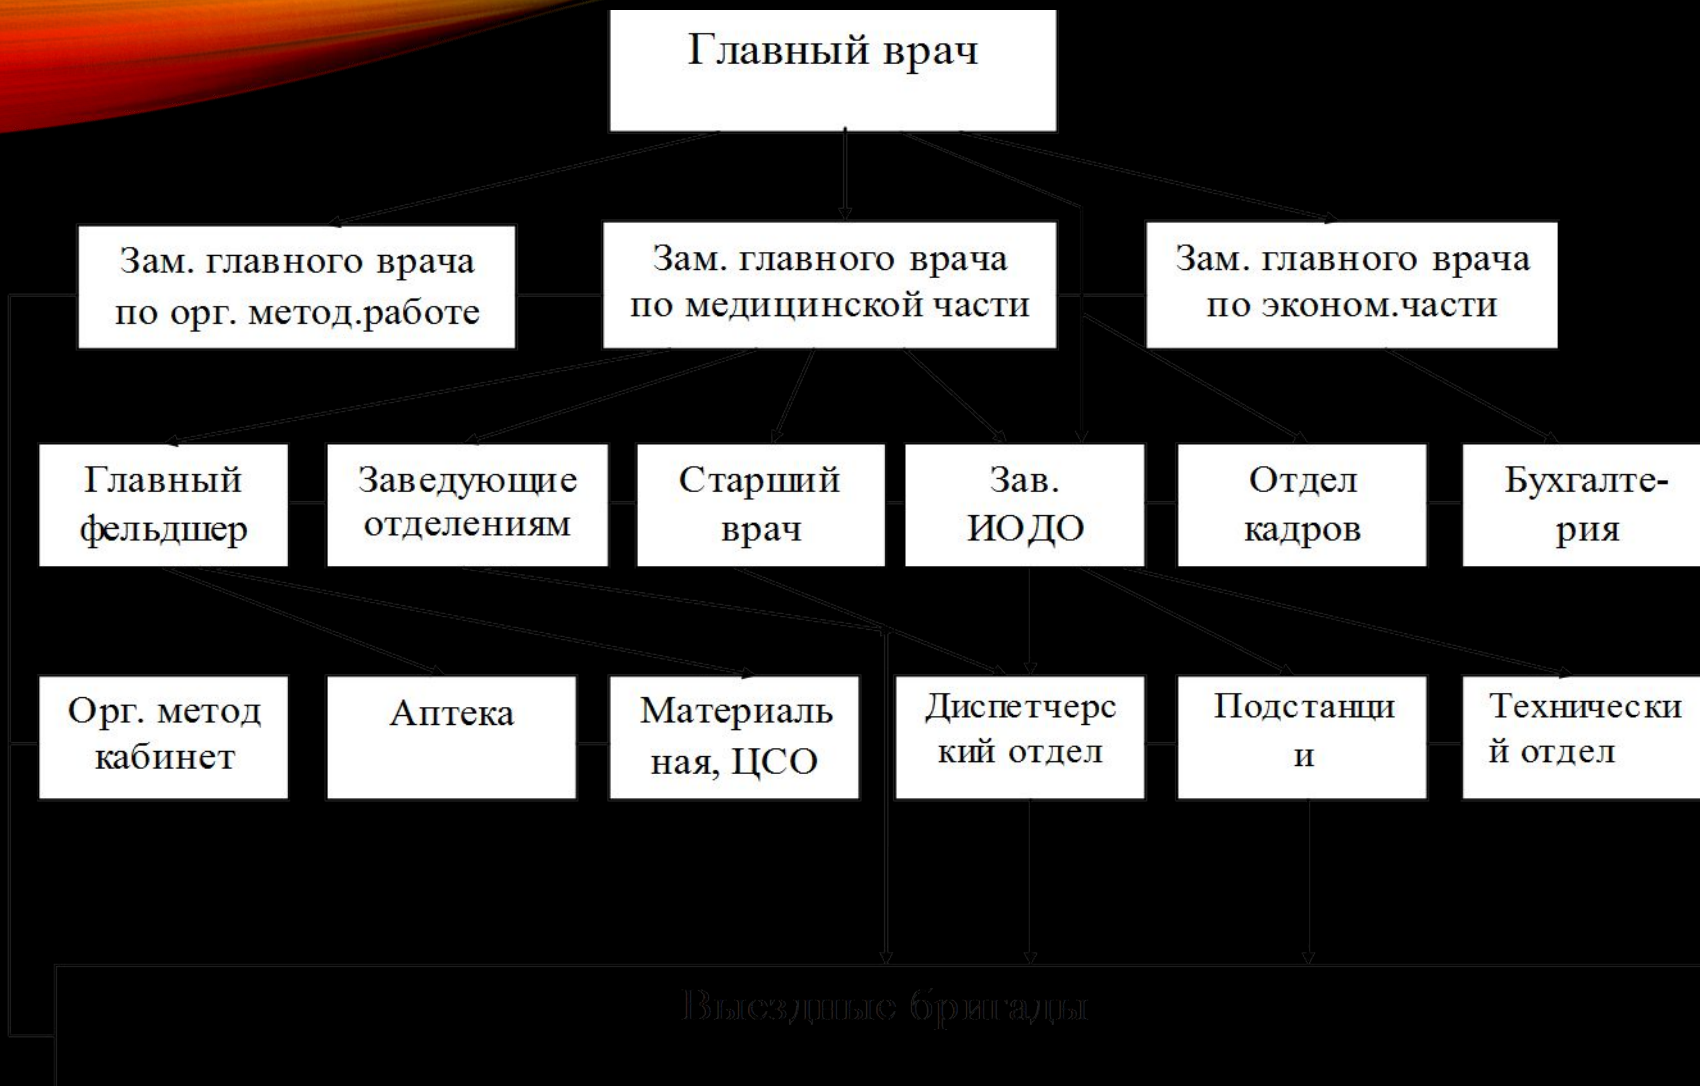 Главный врач
Зам. главного врача
по орг. метод.работе
Зам. главного врача
по медицинской части
Зам. главного врача
по эконом.части
Главный
фельдшер
Заведующие
отделениям
Старший
врач
Зав.
ИОДО
Отдел
кадров
Бухгалте-
рия
Орг. метод
кабинет
Аптека
Материаль
ная, ЦСО
Диспетчерс
кий отдел
Подстанци
и
Технически
й отдел
Выездные бригады